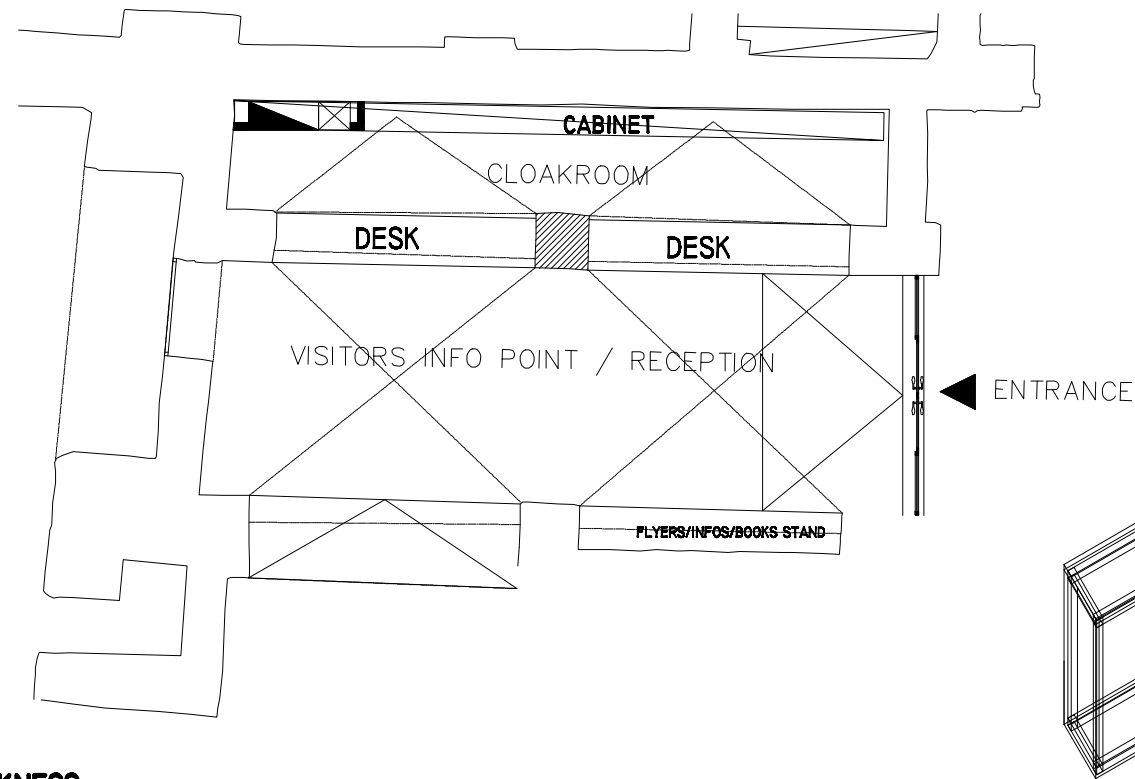 CABINET
CLOAKROOM
DESK
DESK
VISITORS INFO POINT / RECEPTION
ENTRANCE
FLYERS/INFOS/BOOKS STAND